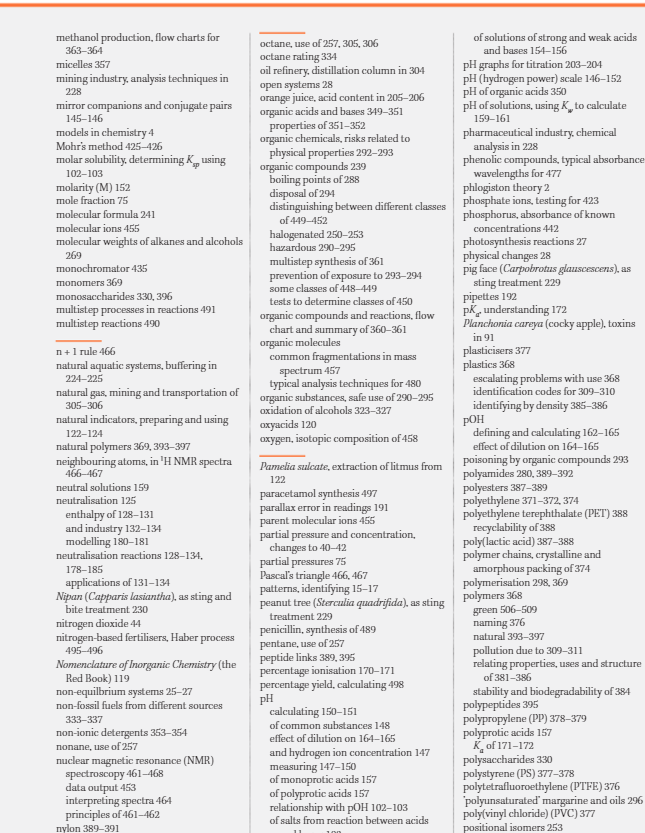 methanol production, flow charts for
363–364
micelles 357
mining industry, analysis techniques in
228
mirror companions and conjugate pairs
145–146
models in chemistry 4
Mohr's method 425–426
molar solubility, determining Ksp using
102–103
molarity (M) 152
mole fraction 75
molecular formula 241
molecular ions 455
molecular weights of alkanes and alcohols
269
monochromator 435
monomers 369
monosaccharides 330, 396
multistep processes in reactions 491
multistep reactions 490
n + 1 rule 466
natural aquatic systems, buffering in
224–225
natural gas, mining and transportation of
305–306
natural indicators, preparing and using
122–124
natural polymers 369, 393–397
neighbouring atoms, in ¹H NMR spectra
466–467
neutral solutions 159
neutralisation 125
enthalpy of 128–131
and industry 132–134
modelling 180–181
neutralisation reactions 128–134,
178–185
applications of 131–134
Nipan (Capparis lasiantha), as sting and
bite treatment 230
nitrogen dioxide 44
nitrogen-based fertilisers, Haber process
495–496
Nomenclature of Inorganic Chemistry (the
Red Book) 119
non-equilbrium systems 25–27
non-fossil fuels from different sources
333–337
non-ionic detergents 353–354
nonane, use of 257
nuclear magnetic resonance (NMR)
spectroscopy 461–468
data output 453
interpreting spectra 464
principles of 461–462
nylon 389–391
octane, use of 257, 305, 306
octane rating 334
oil refinery, distillation column in 304
open systems 28
orange juice, acid content in 205–206
organic acids and bases 349–351
properties of 351–352
organic chemicals, risks related to
physical properties 292–293
organic compounds 239
boiling points of 288
disposal of 294
distinguishing between different classes
of 449–452
halogenated 250–253
hazardous 290–295
multistep synthesis of 361
prevention of exposure to 293–294
some classes of 448–449
tests to determine classes of 450
organic compounds and reactions, flow
chart and summary of 360–361
organic molecules
common fragmentations in mass
spectrum 457
typical analysis techniques for 480
organic substances, safe use of 290–295
oxidation of alcohols 323–327
oxyacids 120
oxygen, isotopic composition of 458
Pamelia sulcate, extraction of litmus from
122
paracetamol synthesis 497
parallax error in readings 191
parent molecular ions 455
partial pressure and concentration,
changes to 40–42
partial pressures 75
Pascal's triangle 466, 467
patterns, identifying 15–17
peanut tree (Sterculia quadrifida), as sting
treatment 229
penicillin, synthesis of 489
pentane, use of 257
peptide links 389, 395
percentage ionisation 170–171
percentage yield, calculating 498
pH
calculating 150–151
of common substances 148
effect of dilution on 164–165
and hydrogen ion concentration 147
measuring 147–150
of monoprotic acids 157
of polyprotic acids 157
relationship with pOH 102–103
of salts from reaction between acids
of solutions of strong and weak acids
and bases 154–156
pH graphs for titration 203–204
pH (hydrogen power) scale 146–152
pH of organic acids 350
pH of solutions, using Kw to calculate
159–161
pharmaceutical industry, chemical
analysis in 228
phenolic compounds, typical absorbance
wavelengths for 477
phlogiston theory 2
phosphate ions, testing for 423
phosphorus, absorbance of known
concentrations 442
photosynthesis reactions 27
physical changes 28
pig face (Carpobrotus glauscescens), as
sting treatment 229
pipettes 192
pKa, understanding 172
Planchonia careya (cocky apple), toxins
in 91
plasticisers 377
plastics 368
escalating problems with use 368
identification codes for 309–310
identifying by density 385–386
pOH
defining and calculating 162–165
effect of dilution on 164–165
poisoning by organic compounds 293
polyamides 280, 389–392
polyesters 387–389
polyethylene 371–372, 374
polyethylene terephthalate (PET) 388
recyclability of 388
poly(lactic acid) 387–388
polymer chains, crystalline and
amorphous packing of 374
polymerisation 298, 369
polymers 368
green 506–509
naming 376
natural 393–397
pollution due to 309–311
relating properties, uses and structure
of 381–386
stability and biodegradability of 384
polypeptides 395
polypropylene (PP) 378–379
polyprotic acids 157
Ka of 171–172
polysaccharides 330
polystyrene (PS) 377–378
polytetrafluoroethylene (PTFE) 376
'polyunsaturated' margarine and oils 296
poly(vinyl chloride) (PVC) 377
positional isomers 253